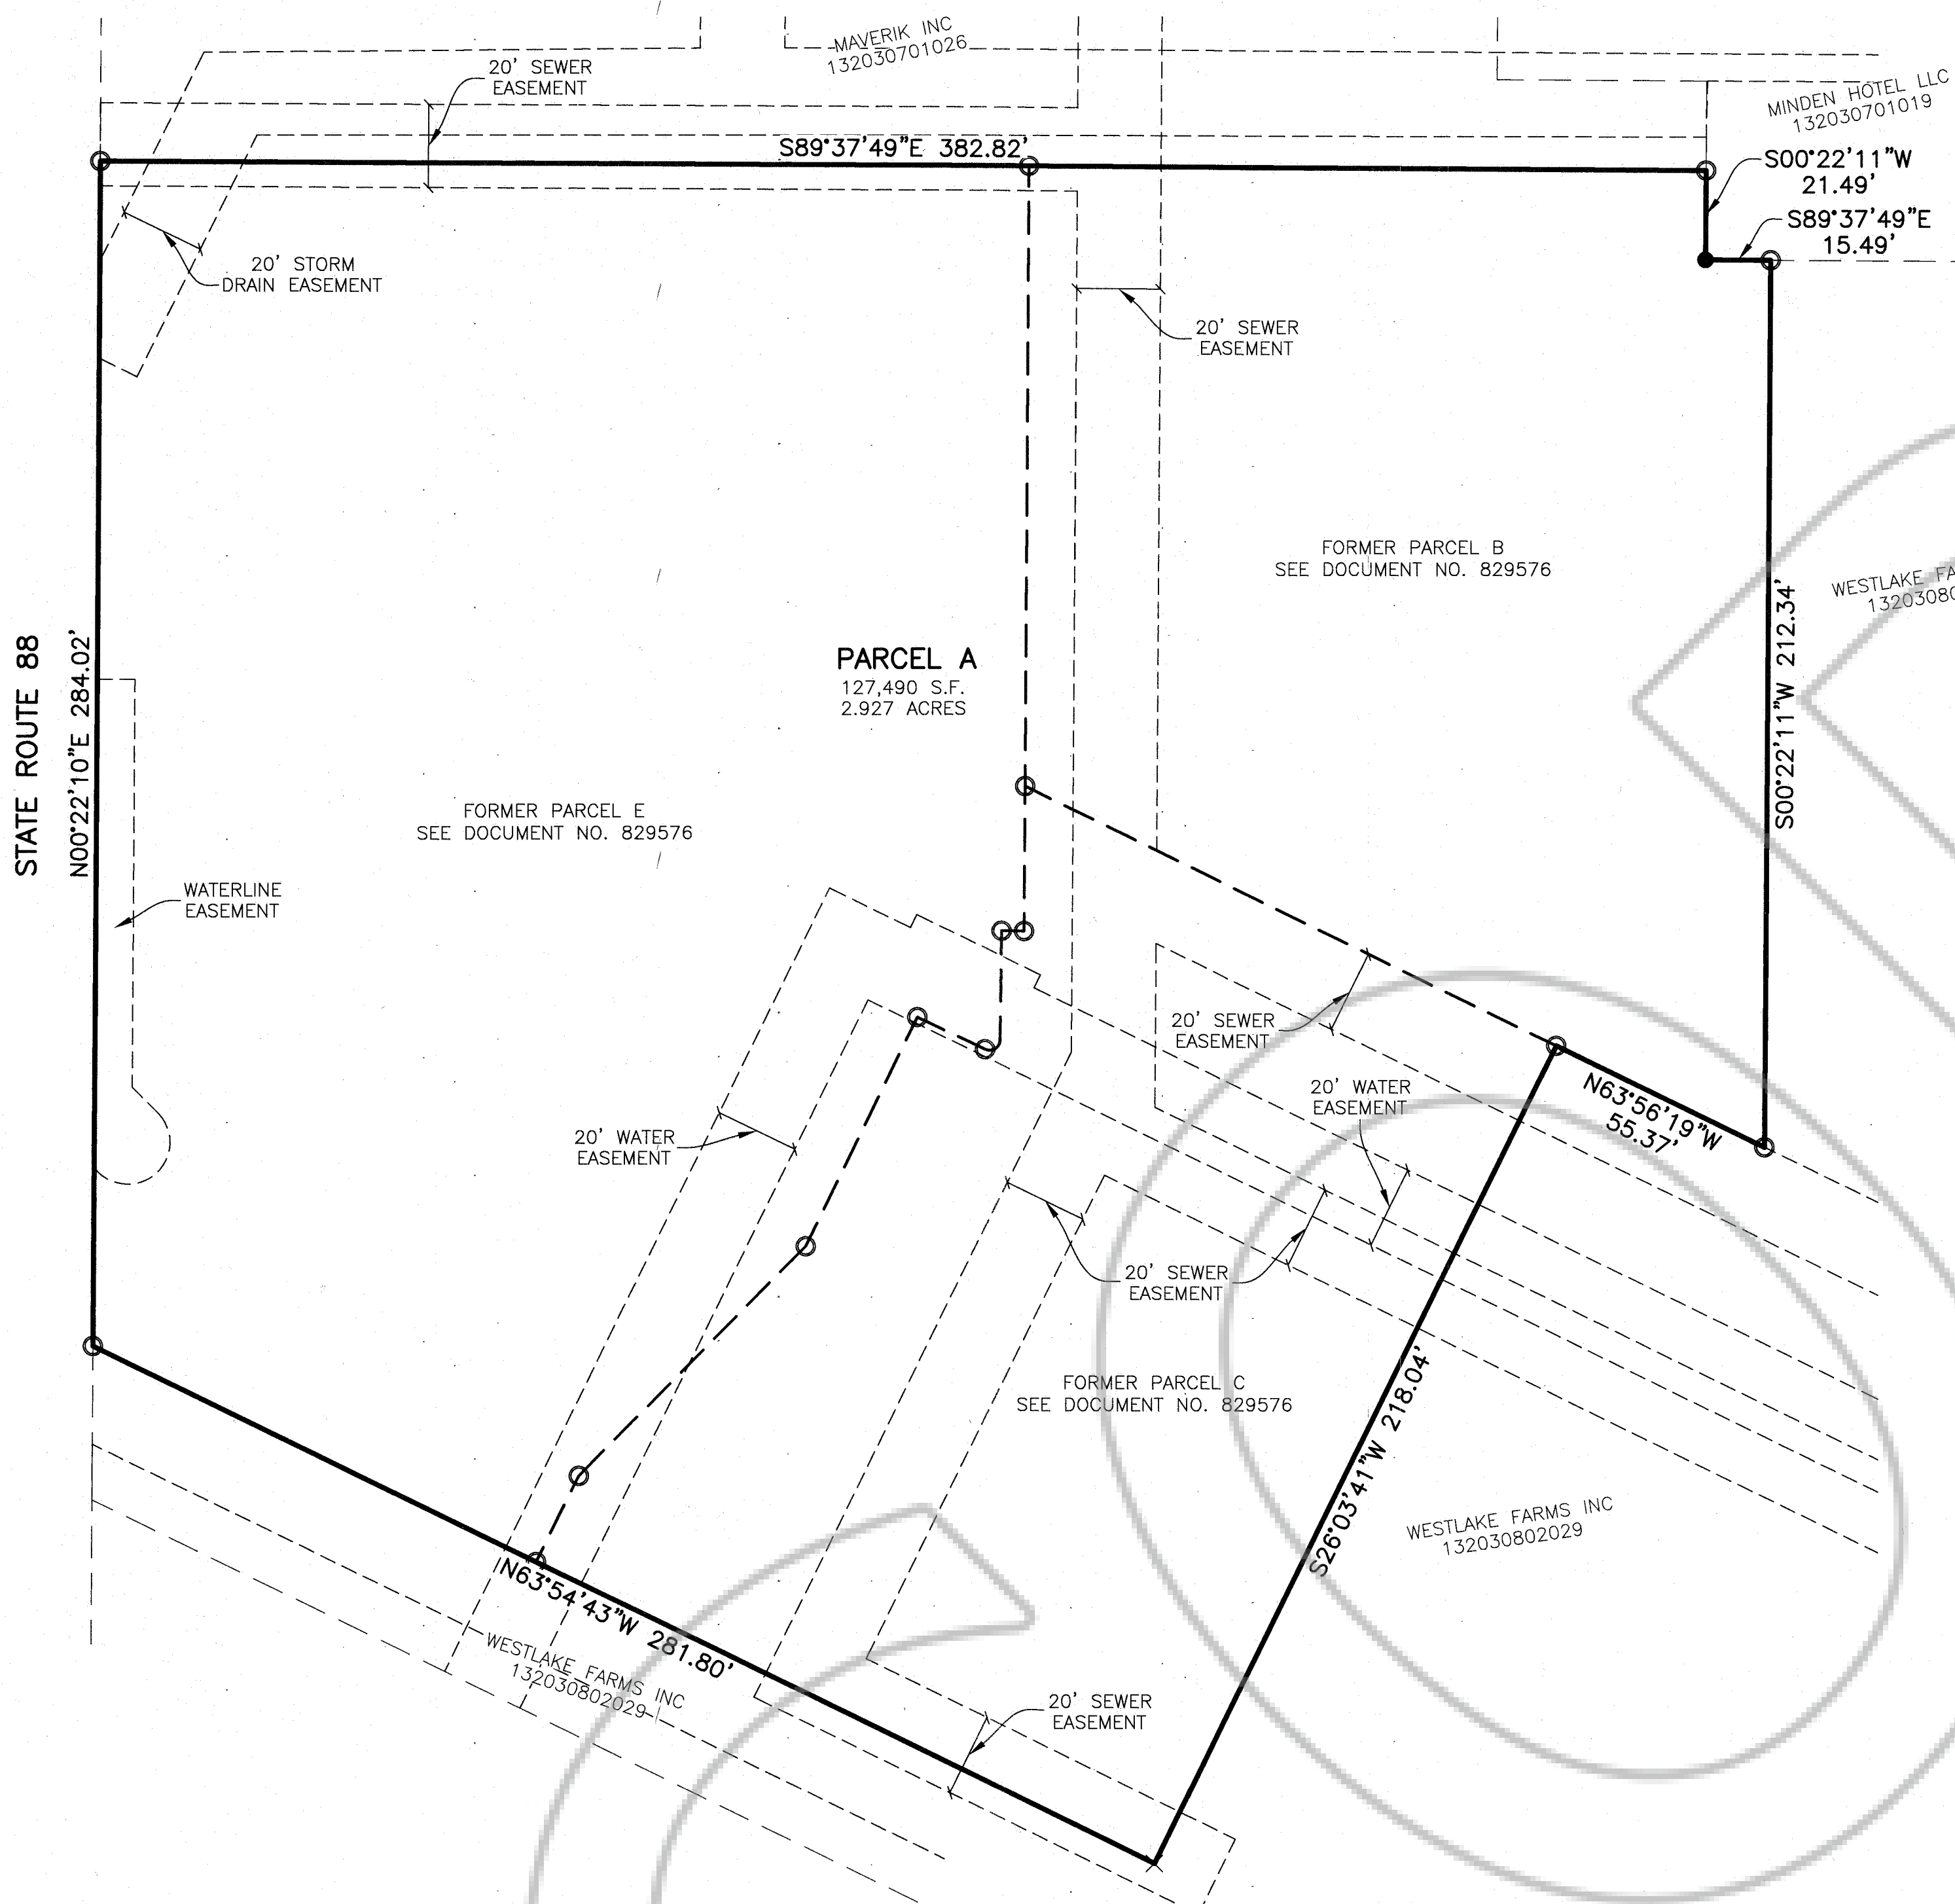 MAVERIK INC
132030701026
20' SEWER
EASEMENT
MINDEN HOTEL LLC
132030701019
S89°37'49"E 382.82'
S00°22'11"W
21.49'
S89°37'49"E
15.49'
20' STORM
DRAIN EASEMENT
20' SEWER
EASEMENT
FORMER PARCEL B
SEE DOCUMENT NO. 829576
WESTLAKE
S00°22'11"W 212.34'
PARCEL A
127,490 S.F.
2.927 ACRES
STATE ROUTE 88
N00°22'10"E 284.02'
FORMER PARCEL E
SEE DOCUMENT NO. 829576
WATERLINE
EASEMENT
20' SEWER
EASEMENT
20' WATER
EASEMENT
N63°56'19"W
55.37'
20' WATER
EASEMENT
20' SEWER
EASEMENT
FORMER PARCEL C
SEE DOCUMENT NO. 829576
S26°03'41"W 218.04'
WESTLAKE FARMS INC
132030802029
N63°54'43"W 281.80'
WESTLAKE FARMS INC
132030802029
20' SEWER
EASEMENT